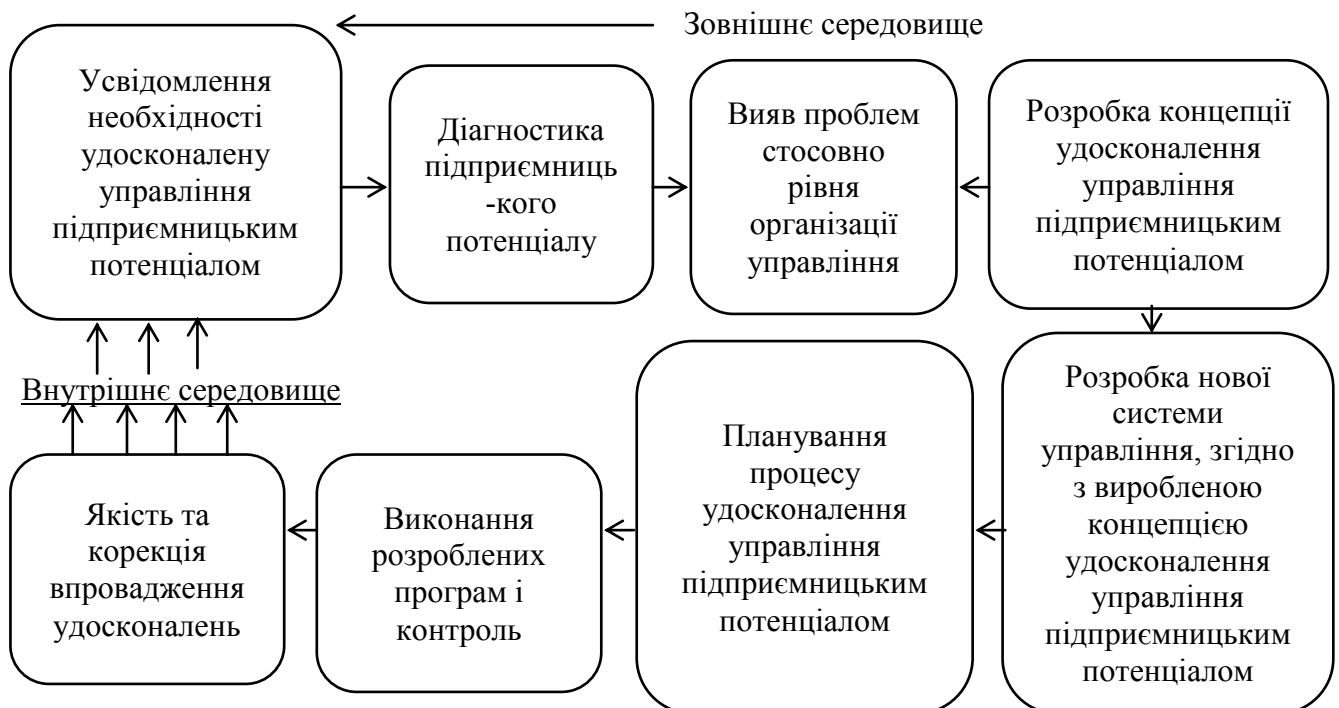 Зовнішнє середовище
Усвідомлення
необхідності
удосконалену
управління
підприємницьким
потенціалом
Діагностика
підприємниць
-кого
потенціалу
Вияв проблем
стосовно
рівня
організації
управління
Розробка концепції
удосконалення
управління
підприємницьким
потенціалом
Внутрішнє середовище
Якість та
корекція
впровадження
удосконалень
Виконання
розроблених
програм і
контроль
Планування
процесу
удосконалення
управління
підприємницьким
потенціалом
Розробка нової
системи
управління, згідно
з виробленою
концепцією
удосконалення
управління
підприємницьким
потенціалом